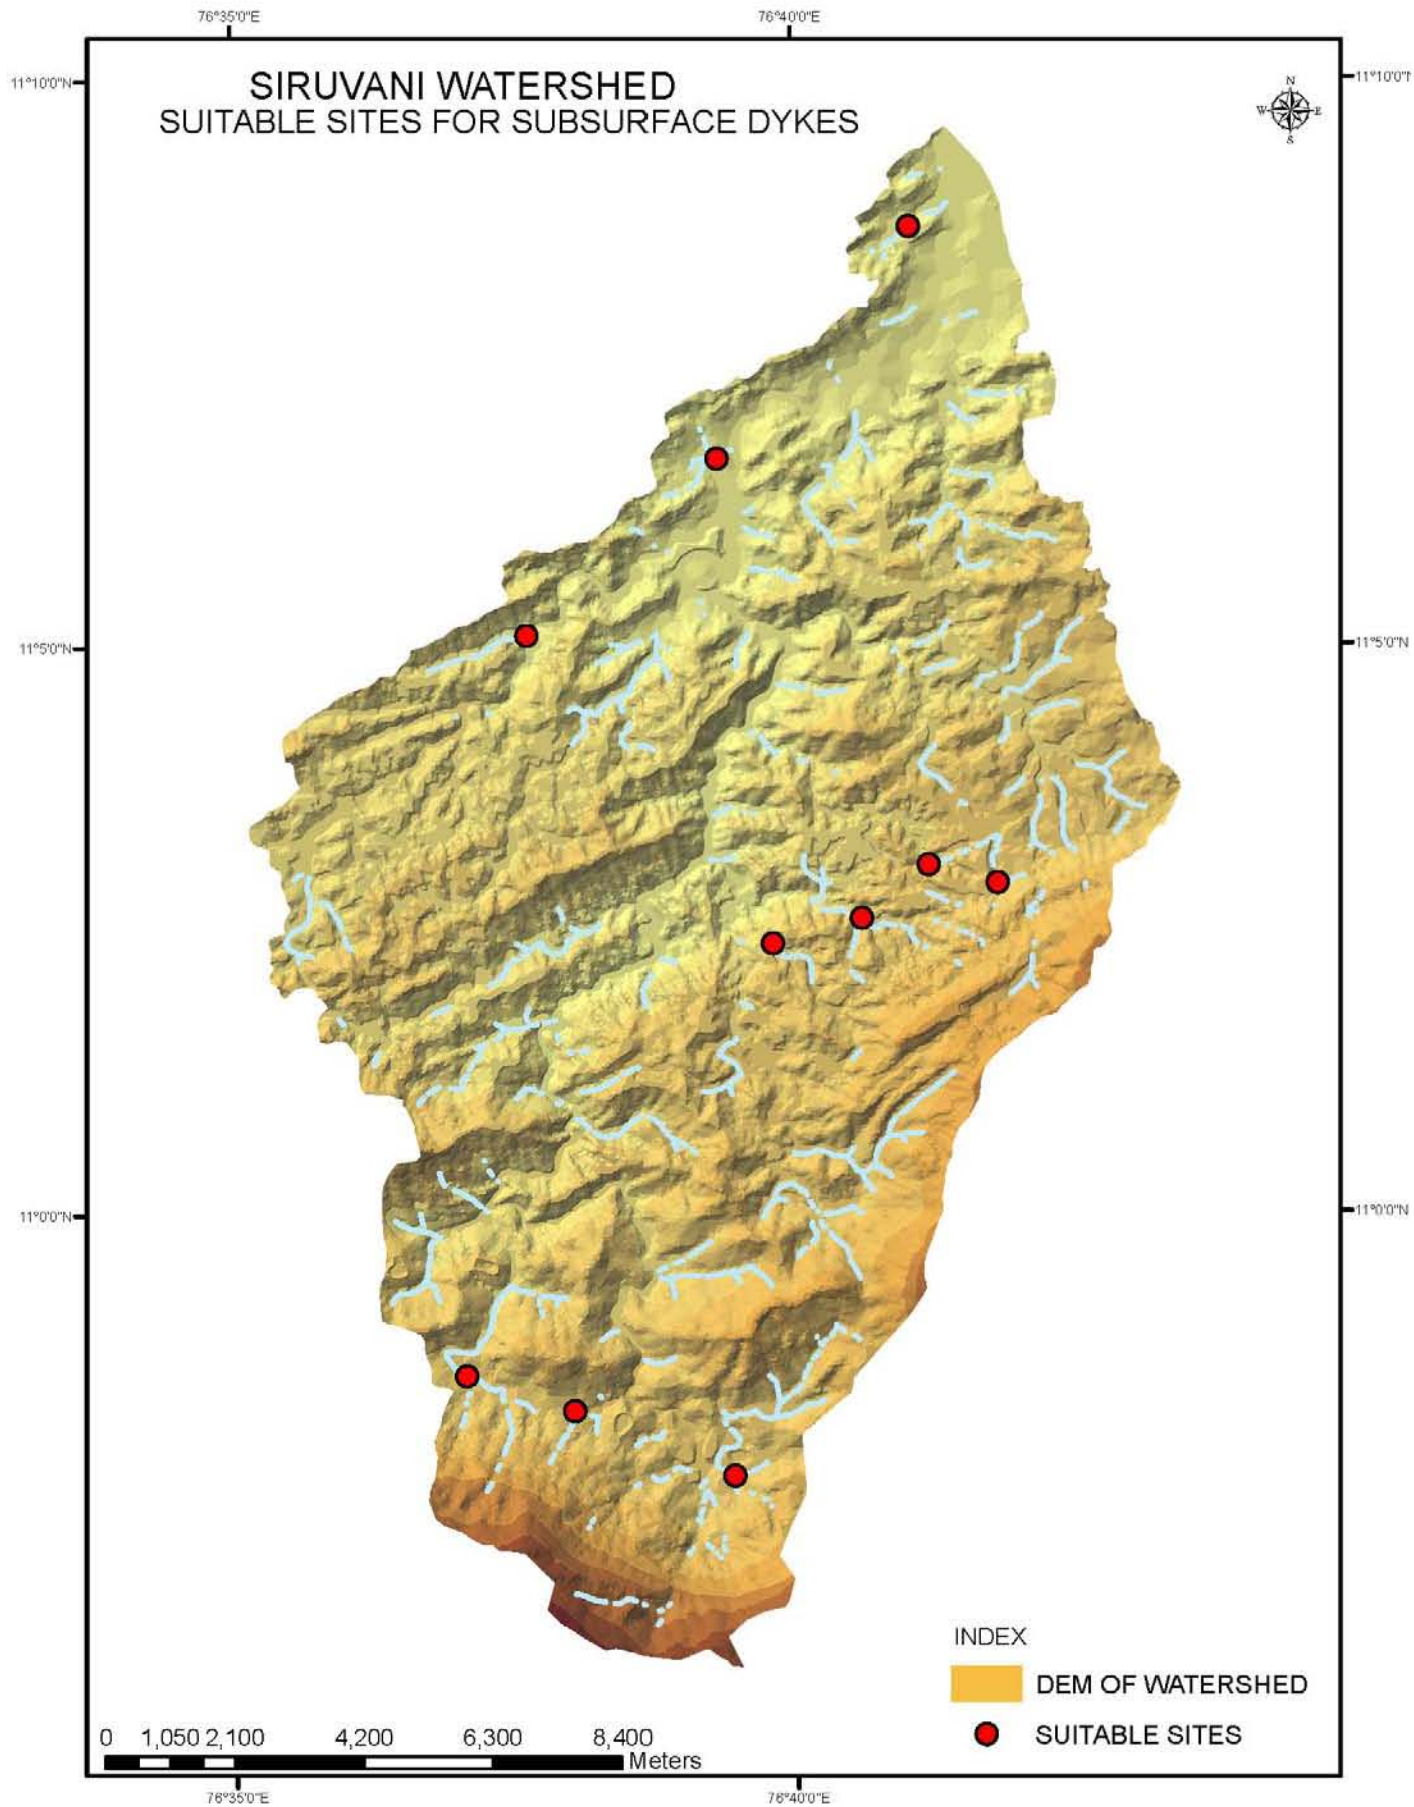 76°35'0"E 76°40'0"E
11°10'0"N 11°10'0"N
SIRUVANI WATERSHED
SUITABLE SITES FOR SUBSURFACE DYKES
N
W E
S
11°5'0"N 11°5'0"N
11°0'0"N 11°0'0"N
INDEX
DEM OF WATERSHED
SUITABLE SITES
0 1,050 2,100 4,200 6,300 8,400
Meters
76°35'0"E 76°40'0"E